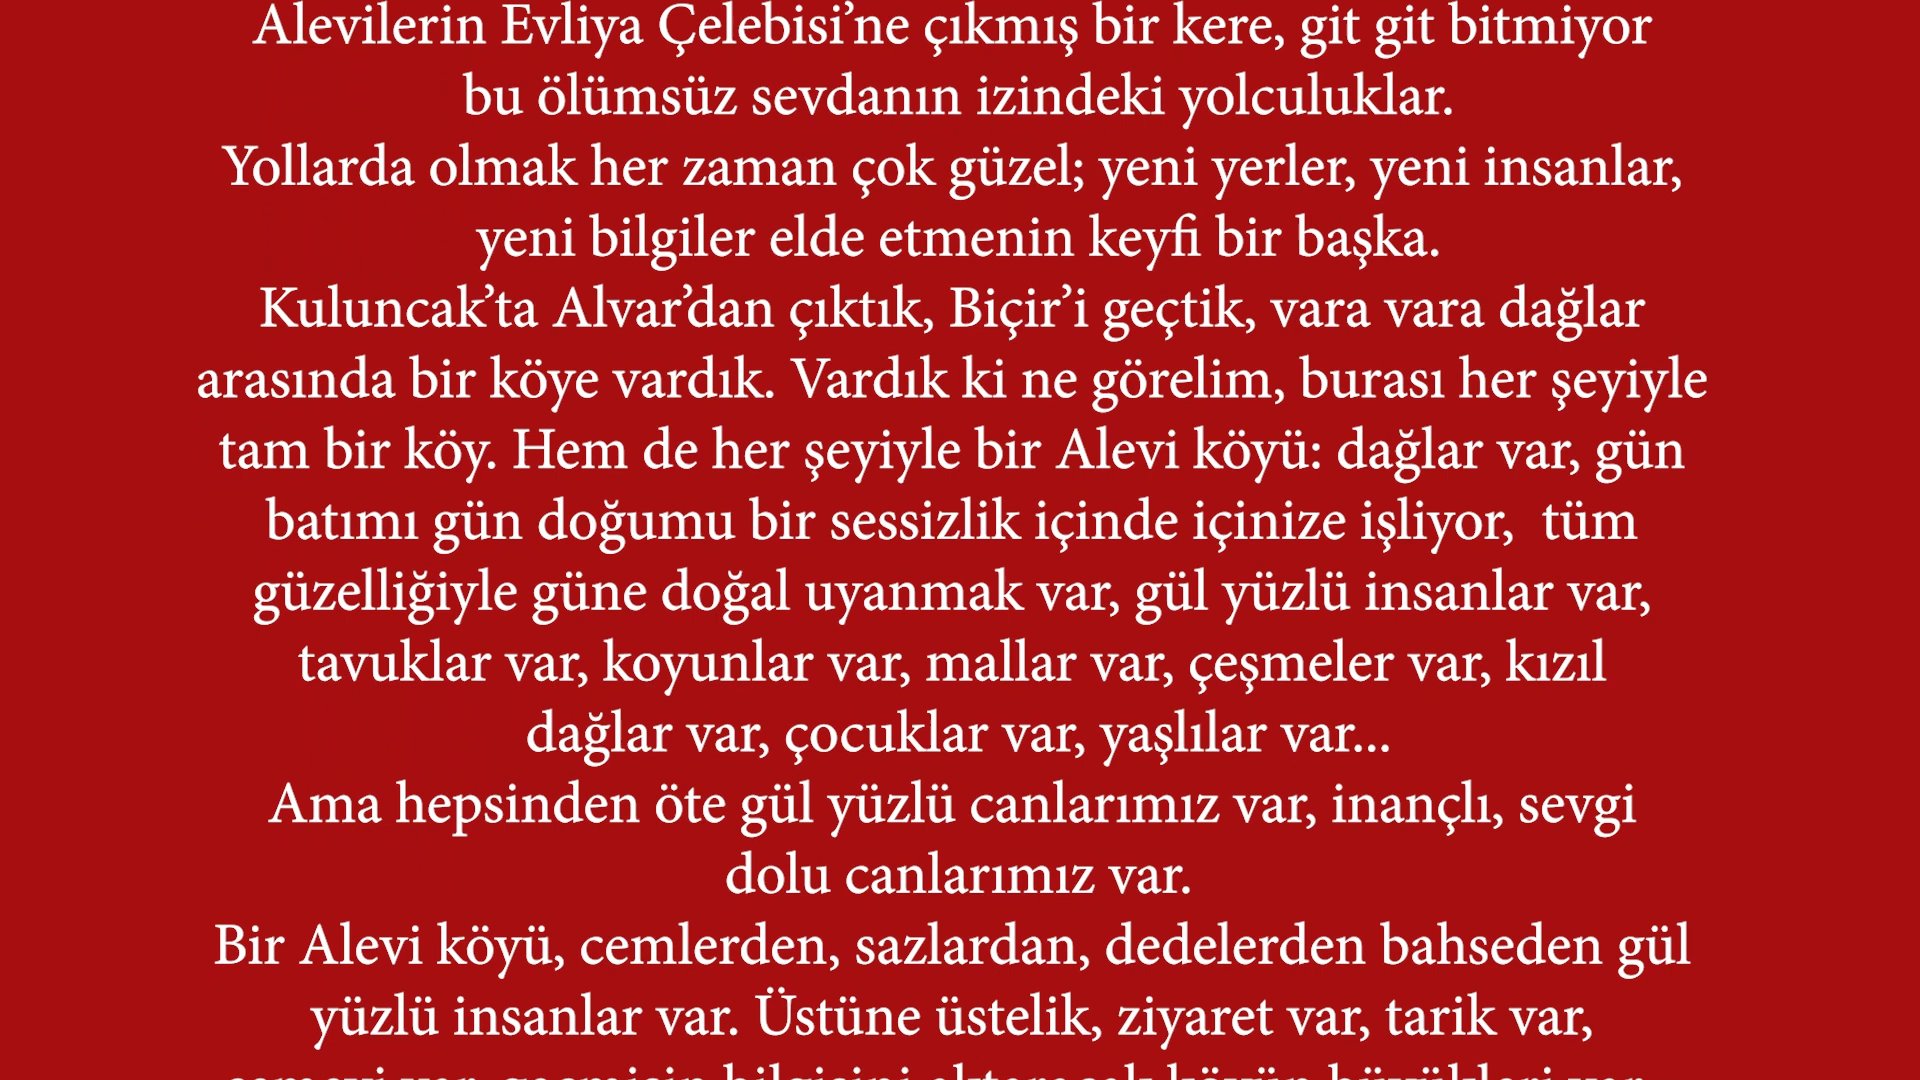 Alevilerin Evliya Çelebisi’ne çıkmış bir kere, git git bitmiyor
bu ölümsüz sevdanın izindeki yolculuklar.
Yollarda olmak her zaman çok güzel; yeni yerler, yeni insanlar,
yeni bilgiler elde etmenin keyfi bir başka.
Kuluncak’ta Alvar’dan çıktık, Biçir’i geçtik, vara vara dağlar
arasında bir köye vardık. Vardık ki ne görelim, burası her şeyiyle
tam bir köy. Hem de her şeyiyle bir Alevi köyü: dağlar var, gün
batımı gün doğumu bir sessizlik içinde içinize işliyor,  tüm
güzelliğiyle güne doğal uyanmak var, gül yüzlü insanlar var,
tavuklar var, koyunlar var, mallar var, çeşmeler var, kızıl
dağlar var, çocuklar var, yaşlılar var...
Ama hepsinden öte gül yüzlü canlarımız var, inançlı, sevgi
dolu canlarımız var.
Bir Alevi köyü, cemlerden, sazlardan, dedelerden bahseden gül
yüzlü insanlar var. Üstüne üstelik, ziyaret var, tarik var,